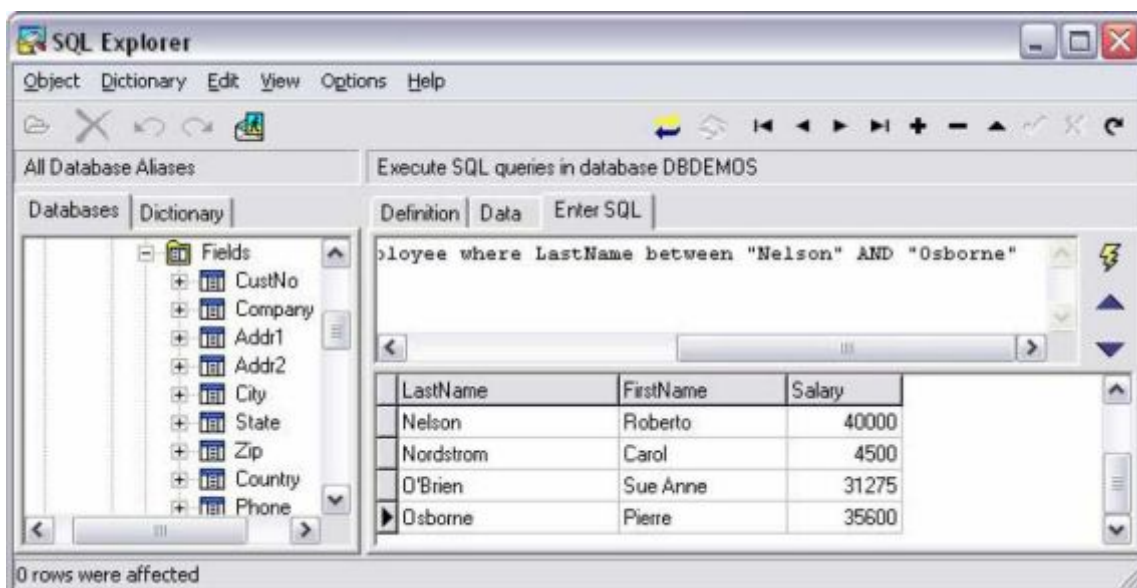 SQL Explorer
Object Dictionary Edit View Options Help
All Database Aliases
Execute SQL queries in database DBDEMOS
Databases Dictionary
Definition Data Enter SQL
Fields
CustNo
Company
Addr1
Addr2
City
State
Zip
Country
Phone
ployee where LastName between "Nelson" AND "Osborne"
LastName FirstName Salary
Nelson Roberto 40000
Nordstrom Carol 4500
O'Brien Sue Anne 31275
Osborne Pierre 35600
0 rows were affected